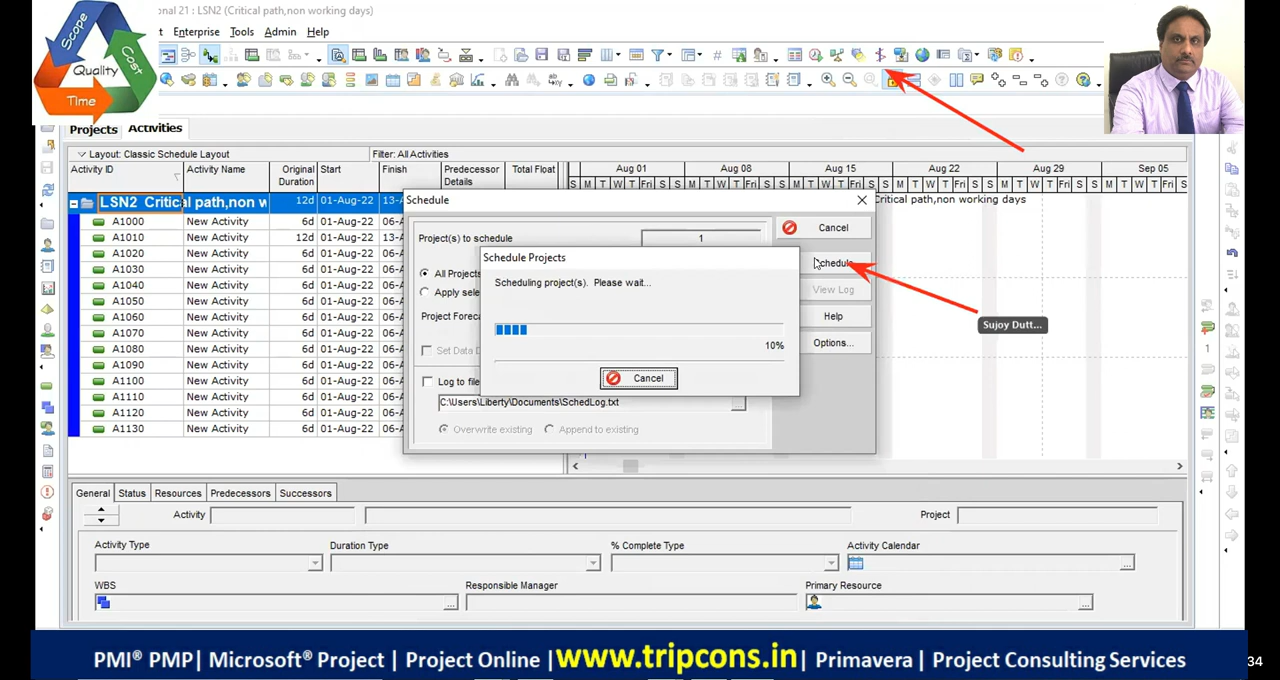 onal 21 : LSN2 (Critical path,non working days)
Scope
Cost
Quality
Time
t Enterprise Tools Admin Help
Projects Activities
Layout: Classic Schedule Layout Filter: All Activities
Activity ID Activity Name Original Duration Start Finish Predecessor Details Total Float
Aug 01 Aug 08 Aug 15 Aug 22 Aug 29 Sep 05
S M T W T Fri S S M T W T Fri S S M T W T Fri S S M T W T Fri S S M T W T Fri S S M T W T Fri S
LSN2 Critical path,non w 12d 01-Aug-22 13-
Critical path,non working days
A1000 New Activity 6d 01-Aug-22 06-A
A1010 New Activity 12d 01-Aug-22 13-A
A1020 New Activity 6d 01-Aug-22 06-A
A1030 New Activity 6d 01-Aug-22 06-A
A1040 New Activity 6d 01-Aug-22 06-A
A1050 New Activity 6d 01-Aug-22 06-A
A1060 New Activity 6d 01-Aug-22 06-A
A1070 New Activity 6d 01-Aug-22 06-A
A1080 New Activity 6d 01-Aug-22 06-A
A1090 New Activity 6d 01-Aug-22 06-A
A1100 New Activity 6d 01-Aug-22 06-A
A1110 New Activity 6d 01-Aug-22 06-A
A1120 New Activity 6d 01-Aug-22 06-A
A1130 New Activity 6d 01-Aug-22 06-A
Schedule
Project(s) to schedule 1
Cancel
All Projects
Schedule
Apply sele
View Log
Project Foreca
Help
Set Data D
Options...
Log to file
C:\Users\Liberty\Documents\SchedLog.txt
Overwrite existing Append to existing
Schedule Projects
Scheduling project(s). Please wait...
10%
Cancel
Sujoy Dutt...
1
General Status Resources Predecessors Successors
Activity Project
Activity Type Duration Type % Complete Type Activity Calendar
WBS Responsible Manager Primary Resource
PMI® PMP| Microsoft® Project | Project Online |www.tripcons.in| Primavera | Project Consulting Services
34